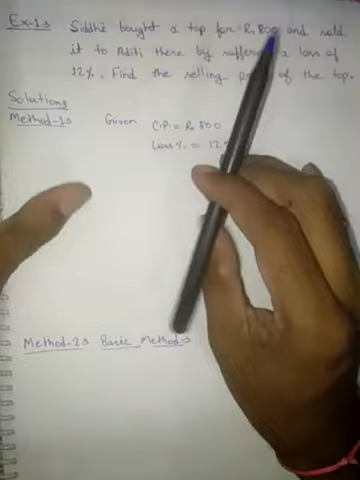 Ex-1: Siddhi bought a top for Rs 800 and sold
it to Aditi there by suffering a loss of
12%. Find the selling of the top.
Solution:
Method-1: Given C.P. = Rs 800
Loss % = 12
Method-2: Basic Method: